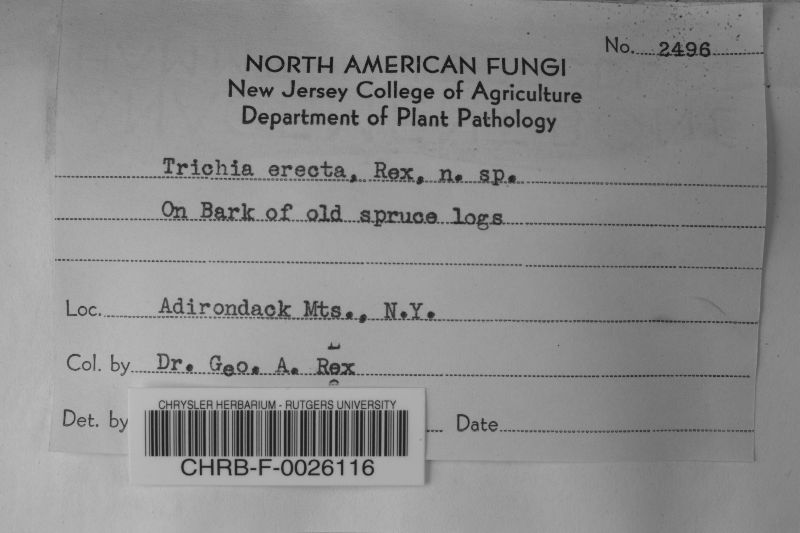 No. 2496
NORTH AMERICAN FUNGI
New Jersey College of Agriculture
Department of Plant Pathology
Trichia erecta, Rex, n. sp.
On Bark of old spruce logs
Loc. Adirondack Mts., N.Y.
Col. by Dr. Geo. A. Rex
Det. by Date
CHRYSLER HERBARIUM - RUTGERS UNIVERSITY
CHRB-F-0026116